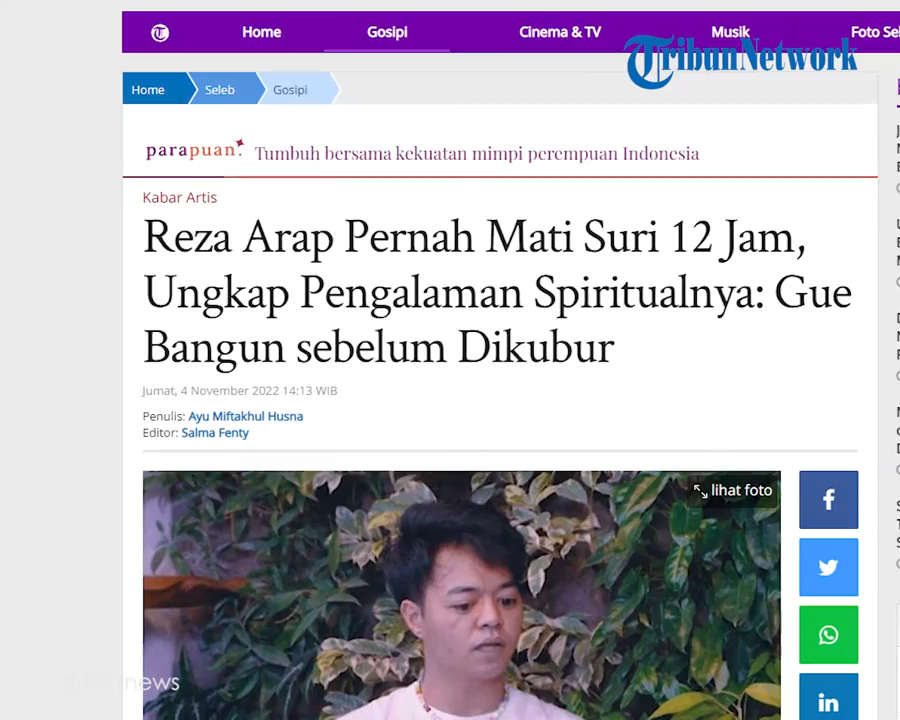 Home Gosipi Cinema & TV Musik Foto Sel
TribunNetwork
Home Seleb Gosipi
parapuan. Tumbuh bersama kekuatan mimpi perempuan Indonesia
Kabar Artis
Reza Arap Pernah Mati Suri 12 Jam,
Ungkap Pengalaman Spiritualnya: Gue
Bangun sebelum Dikubur
Jumat, 4 November 2022 14:13 WIB
Penulis: Ayu Miftakhul Husna
Editor: Salma Fenty
lihat foto
news